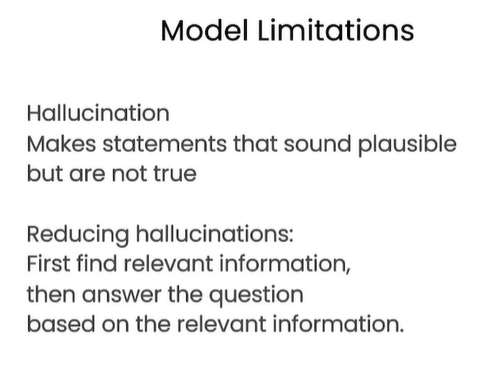 Model Limitations
Hallucination
Makes statements that sound plausible
but are not true
Reducing hallucinations:
First find relevant information,
then answer the question
based on the relevant information.